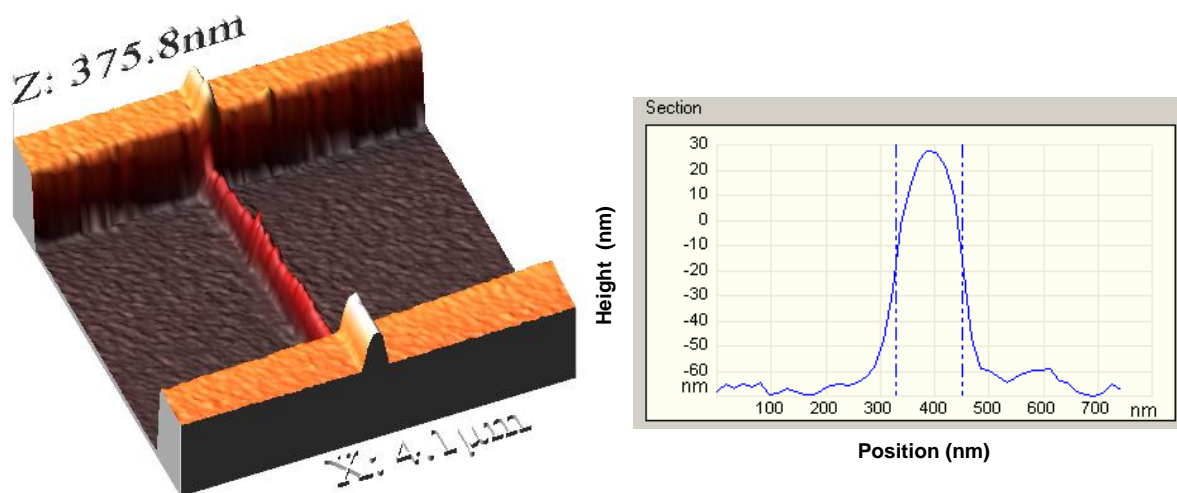 Z: 375.8nm
X: 4.1μm
Section
Height (nm)
30
20
10
0
-10
-20
-30
-40
-50
-60
nm
100 200 300 400 500 600 700 nm
Position (nm)